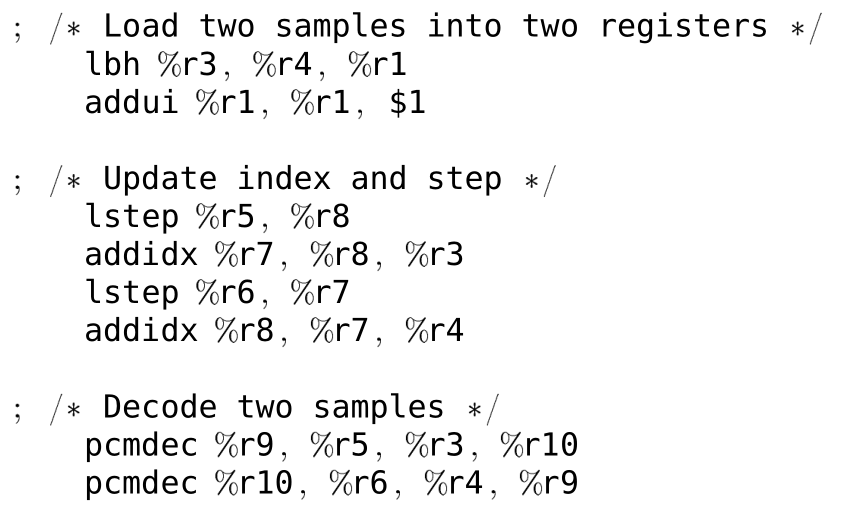 ; /* Load two samples into two registers */
lbh %r3, %r4, %r1
addui %r1, %r1, $1
; /* Update index and step */
lstep %r5, %r8
addidx %r7, %r8, %r3
lstep %r6, %r7
addidx %r8, %r7, %r4
; /* Decode two samples */
pcmdec %r9, %r5, %r3, %r10
pcmdec %r10, %r6, %r4, %r9